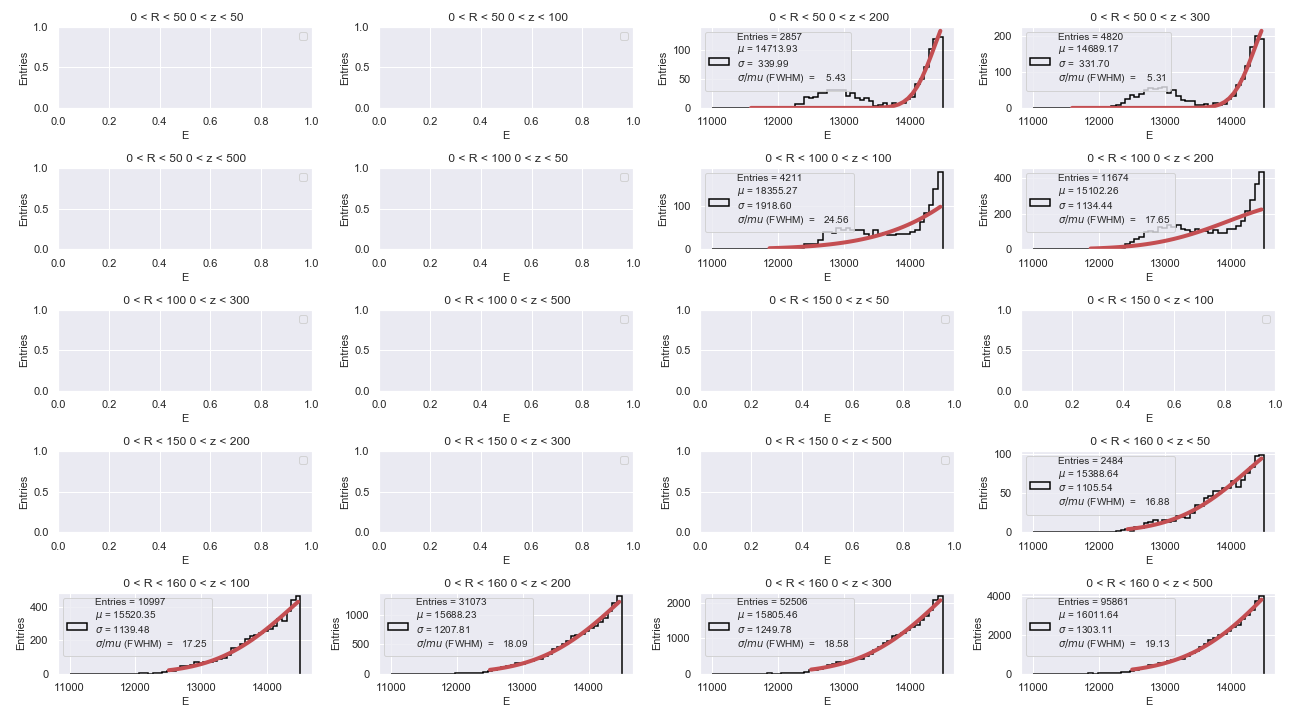 0 < R < 50 0 < z < 50
1.0
0.5
0.0
Entries
0.0 0.2 0.4 0.6 0.8 1.0
E
0 < R < 50 0 < z < 100
1.0
0.5
0.0
Entries
0.0 0.2 0.4 0.6 0.8 1.0
E
0 < R < 50 0 < z < 200
Entries = 2857
μ = 14713.93
σ = 339.99
σ/mu (FWHM) = 5.43
100
50
0
Entries
11000 12000 13000 14000
E
0 < R < 50 0 < z < 300
Entries = 4820
μ = 14689.17
σ = 331.70
σ/mu (FWHM) = 5.31
200
100
0
Entries
11000 12000 13000 14000
E
0 < R < 50 0 < z < 500
1.0
0.5
0.0
Entries
0.0 0.2 0.4 0.6 0.8 1.0
E
0 < R < 100 0 < z < 50
1.0
0.5
0.0
Entries
0.0 0.2 0.4 0.6 0.8 1.0
E
0 < R < 100 0 < z < 100
Entries = 4211
μ = 18355.27
σ = 1918.60
σ/mu (FWHM) = 24.56
100
0
Entries
11000 12000 13000 14000
E
0 < R < 100 0 < z < 200
Entries = 11674
μ = 15102.26
σ = 1134.44
σ/mu (FWHM) = 17.65
400
200
0
Entries
11000 12000 13000 14000
E
0 < R < 100 0 < z < 300
1.0
0.5
0.0
Entries
0.0 0.2 0.4 0.6 0.8 1.0
E
0 < R < 100 0 < z < 500
1.0
0.5
0.0
Entries
0.0 0.2 0.4 0.6 0.8 1.0
E
0 < R < 150 0 < z < 50
1.0
0.5
0.0
Entries
0.0 0.2 0.4 0.6 0.8 1.0
E
0 < R < 150 0 < z < 100
1.0
0.5
0.0
Entries
0.0 0.2 0.4 0.6 0.8 1.0
E
0 < R < 150 0 < z < 200
1.0
0.5
0.0
Entries
0.0 0.2 0.4 0.6 0.8 1.0
E
0 < R < 150 0 < z < 300
1.0
0.5
0.0
Entries
0.0 0.2 0.4 0.6 0.8 1.0
E
0 < R < 150 0 < z < 500
1.0
0.5
0.0
Entries
0.0 0.2 0.4 0.6 0.8 1.0
E
0 < R < 160 0 < z < 50
Entries = 2484
μ = 15388.64
σ = 1105.54
σ/mu (FWHM) = 16.88
100
50
0
Entries
11000 12000 13000 14000
E
0 < R < 160 0 < z < 100
Entries = 10997
μ = 15520.35
σ = 1139.48
σ/mu (FWHM) = 17.25
400
200
0
Entries
11000 12000 13000 14000
E
0 < R < 160 0 < z < 200
Entries = 31073
μ = 15688.23
σ = 1207.81
σ/mu (FWHM) = 18.09
1000
500
0
Entries
11000 12000 13000 14000
E
0 < R < 160 0 < z < 300
Entries = 52506
μ = 15805.46
σ = 1249.78
σ/mu (FWHM) = 18.58
2000
1000
0
Entries
11000 12000 13000 14000
E
0 < R < 160 0 < z < 500
Entries = 95861
μ = 16011.64
σ = 1303.11
σ/mu (FWHM) = 19.13
4000
2000
0
Entries
11000 12000 13000 14000
E